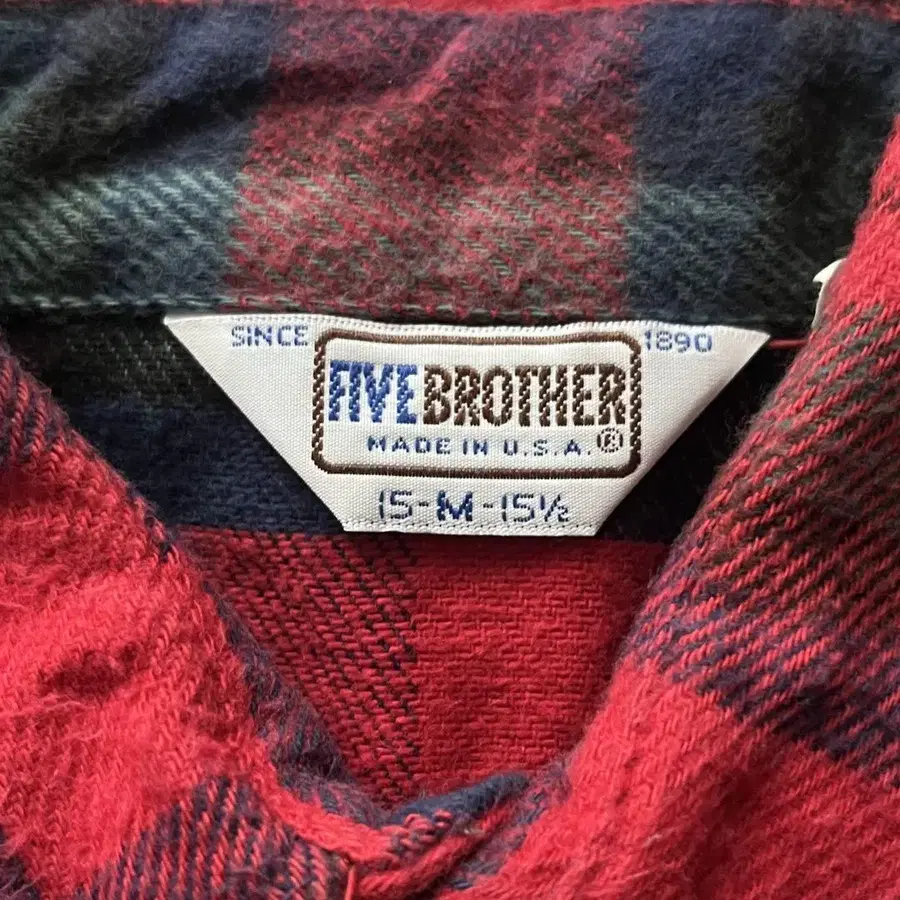 SINCE 1890
FIVE BROTHER
MADE IN U.S.A. ®
15-M-15½